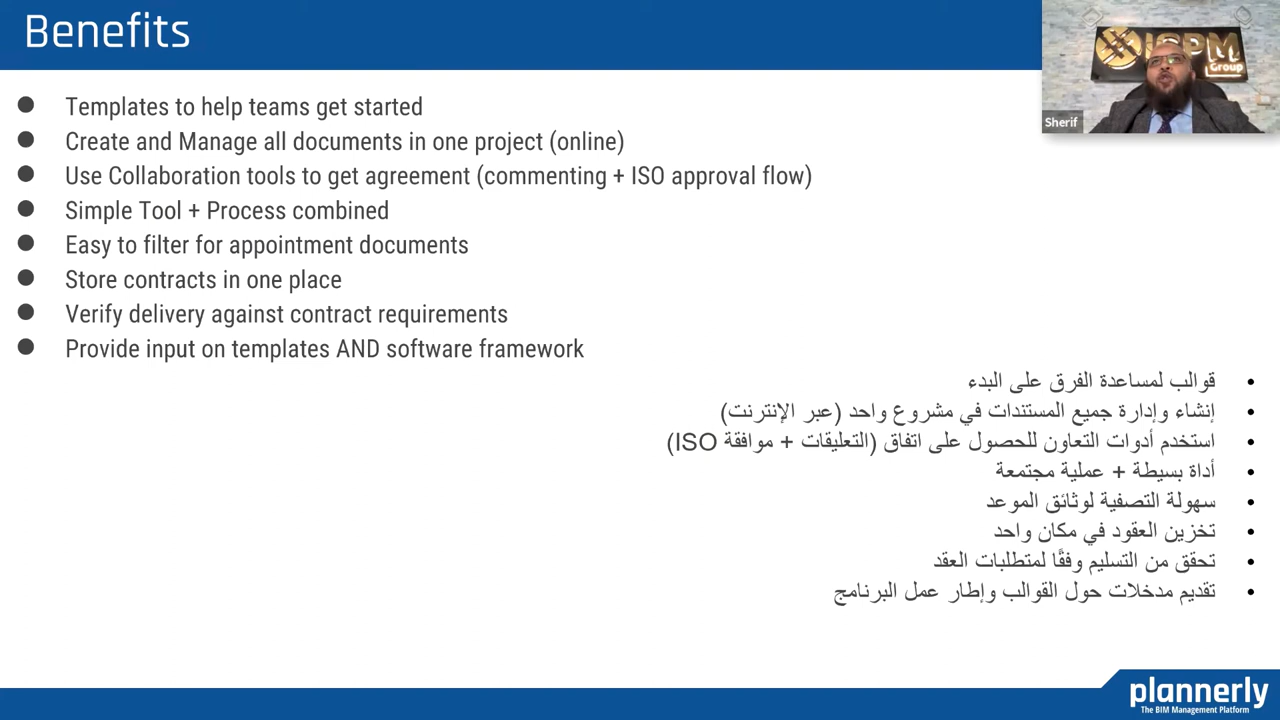 Benefits
Templates to help teams get started
Create and Manage all documents in one project (online)
Use Collaboration tools to get agreement (commenting + ISO approval flow)
Simple Tool + Process combined
Easy to filter for appointment documents
Store contracts in one place
Verify delivery against contract requirements
Provide input on templates AND software framework
قوالب لمساعدة الفرق على البدء
إنشاء وإدارة جميع المستندات في مشروع واحد (عبر الإنترنت)
استخدم أدوات التعاون للحصول على اتفاق (التعليقات + موافقة ISO)
أداة بسيطة + عملية مجتمعة
سهولة التصفية لوثائق الموعد
تخزين العقود في مكان واحد
تحقق من التسليم وفقًا لمتطلبات العقد
تقديم مدخلات حول القوالب وإطار عمل البرنامج
Group
Sherif
plannerly
The BIM Management Platform